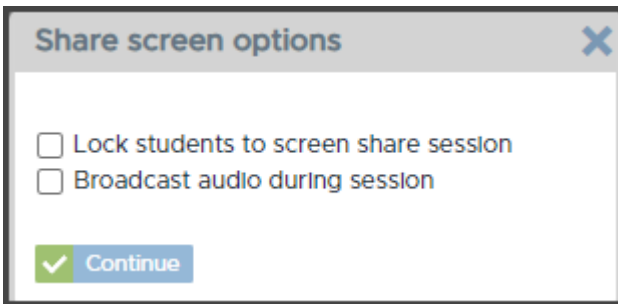 Share screen options
Lock students to screen share session
Broadcast audio during session
Continue